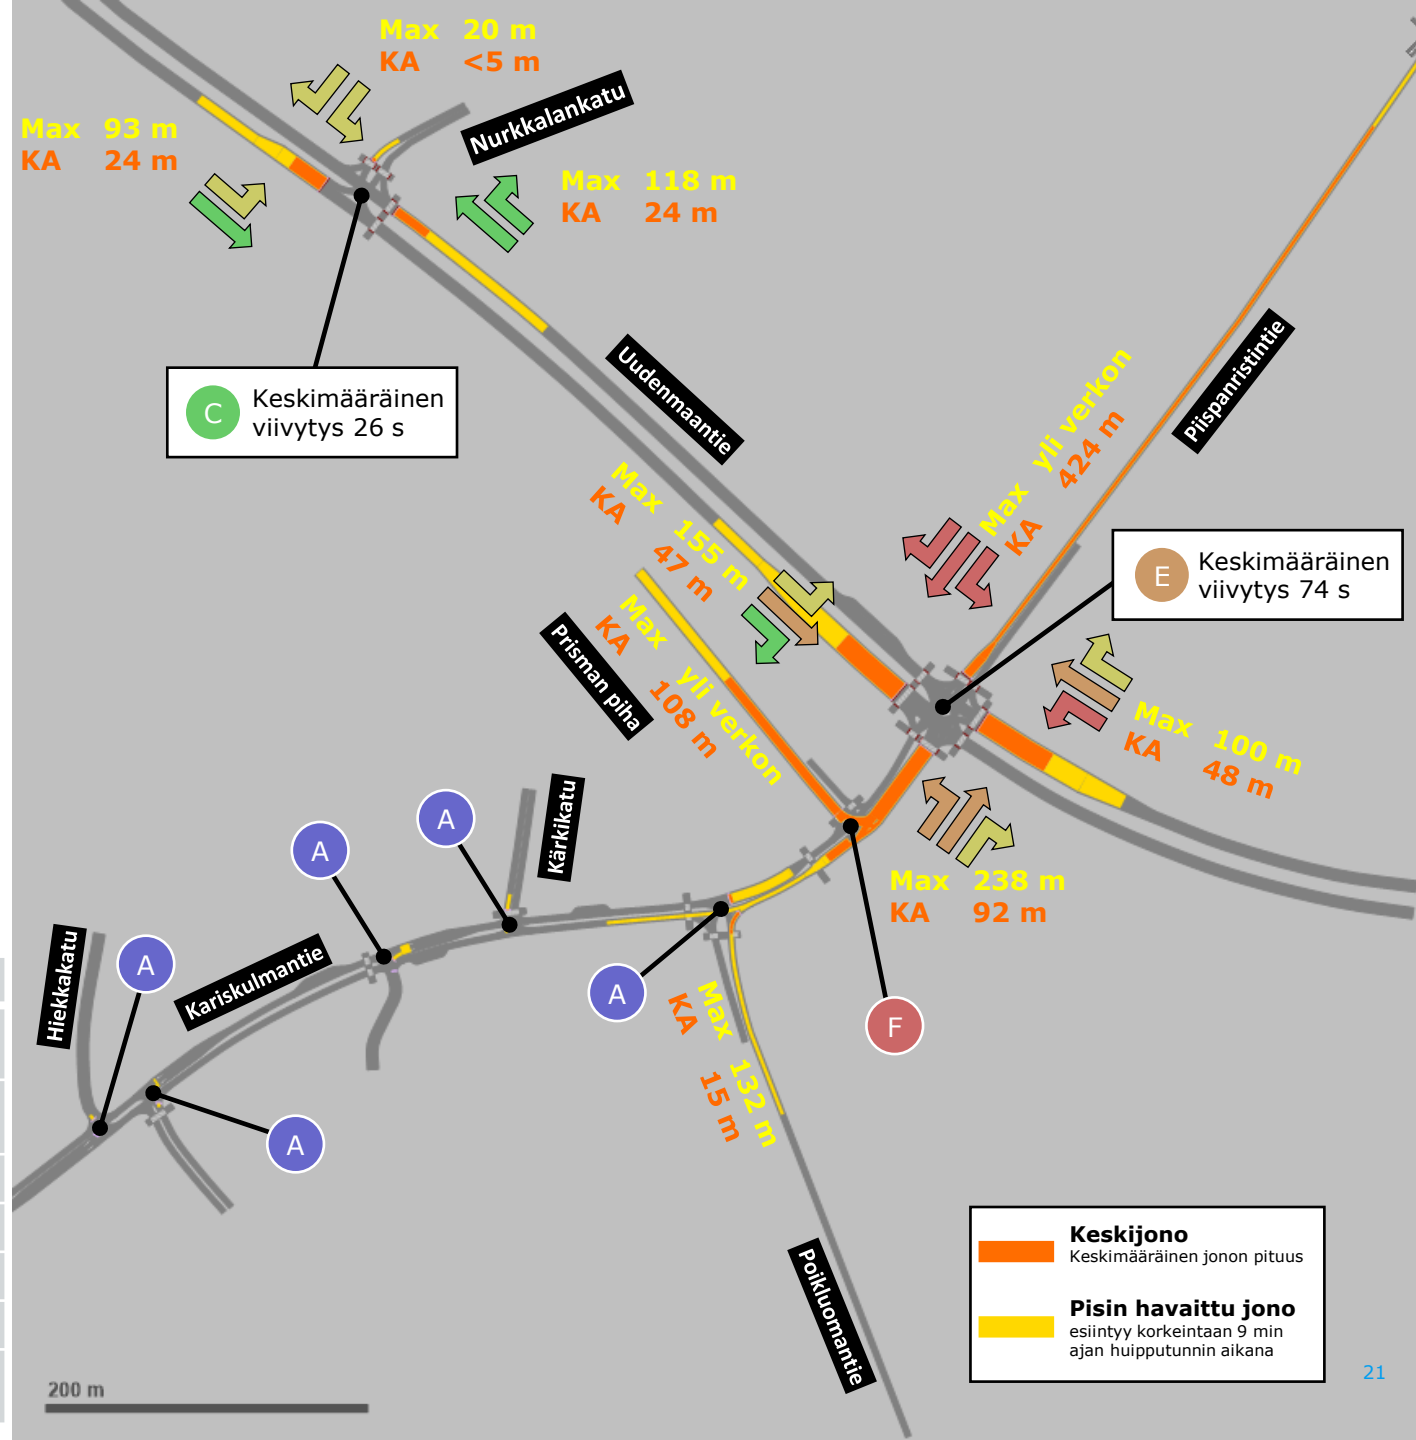 Max 20 m
KA <5 m
Nurkkalankatu
Max 93 m
KA 24 m
Max 118 m
KA 24 m
C
Keskimääräinen
viivytys 26 s
Uudenmaantie
Piispanristintie
Max yli verkon
KA 424 m
Max 155 m
KA 47 m
E
Keskimääräinen
viivytys 74 s
Prisman piha
Max yli verkon
KA 108 m
Max 100 m
KA 48 m
Kärkikatu
A
A
Max 238 m
KA 92 m
Hiekkakatu
A
Kariskulmantie
A
F
Max 132 m
KA 15 m
A
Poikluomantie
Keskijono
Keskimääräinen jonon pituus
Pisin havaittu jono
esiintyy korkeintaan 9 min
ajan huipputunnin aikana
21
200 m